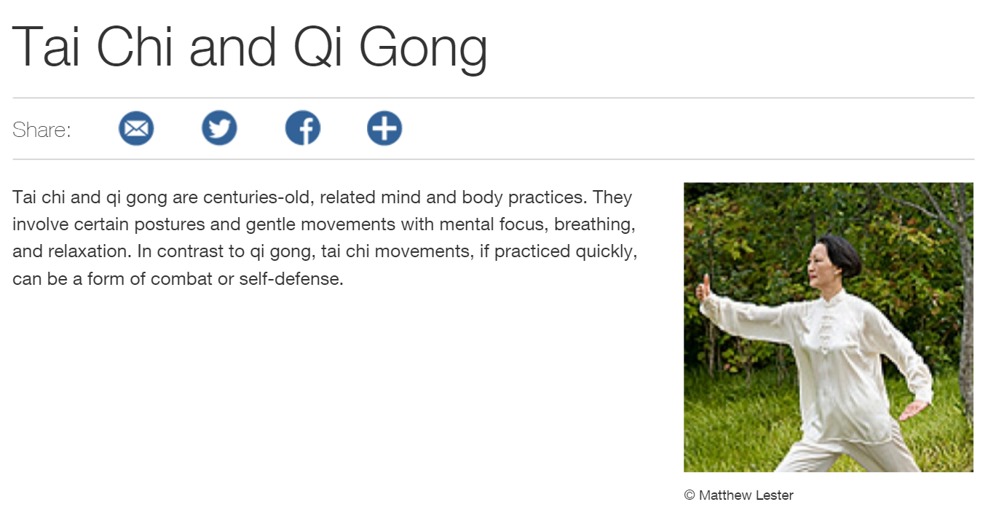 Tai Chi and Qi Gong
Share:
Tai chi and qi gong are centuries-old, related mind and body practices. They
involve certain postures and gentle movements with mental focus, breathing,
and relaxation. In contrast to qi gong, tai chi movements, if practiced quickly,
can be a form of combat or self-defense.
© Matthew Lester